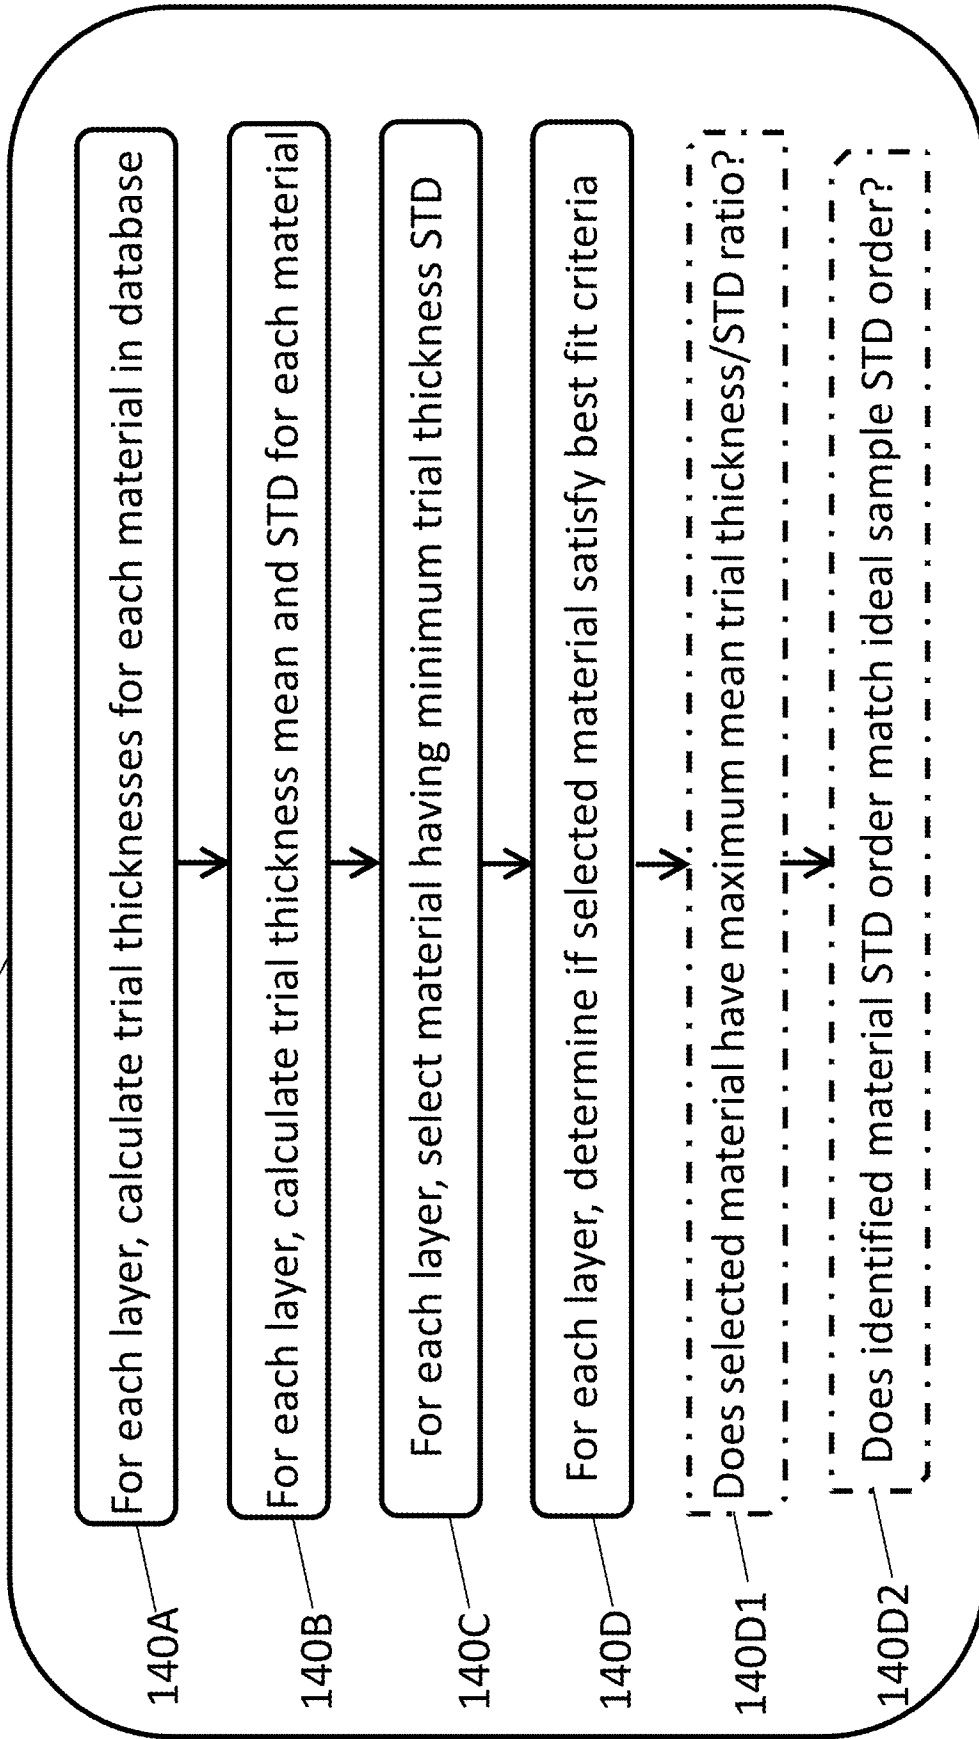 For each layer, calculate trial thicknesses for each material in database
140A
For each layer, calculate trial thickness mean and STD for each material
140B
For each layer, select material having minimum trial thickness STD
140C
For each layer, determine if selected material satisfy best fit criteria
140D
Does selected material have maximum mean trial thickness/STD ratio?
140D1
Does identified material STD order match ideal sample STD order?
140D2